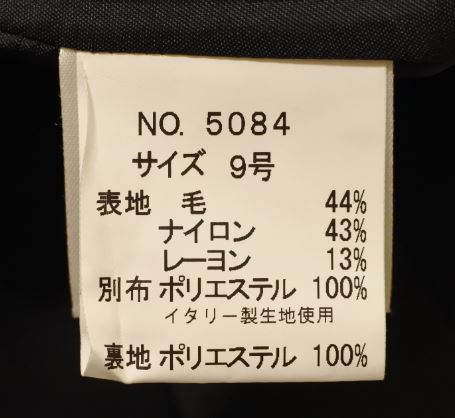 NO. 5084
サイズ 9号
表地 毛 44%
ナイロン 43%
レーヨン 13%
別布 ポリエステル 100%
イタリー製生地使用
裏地 ポリエステル 100%